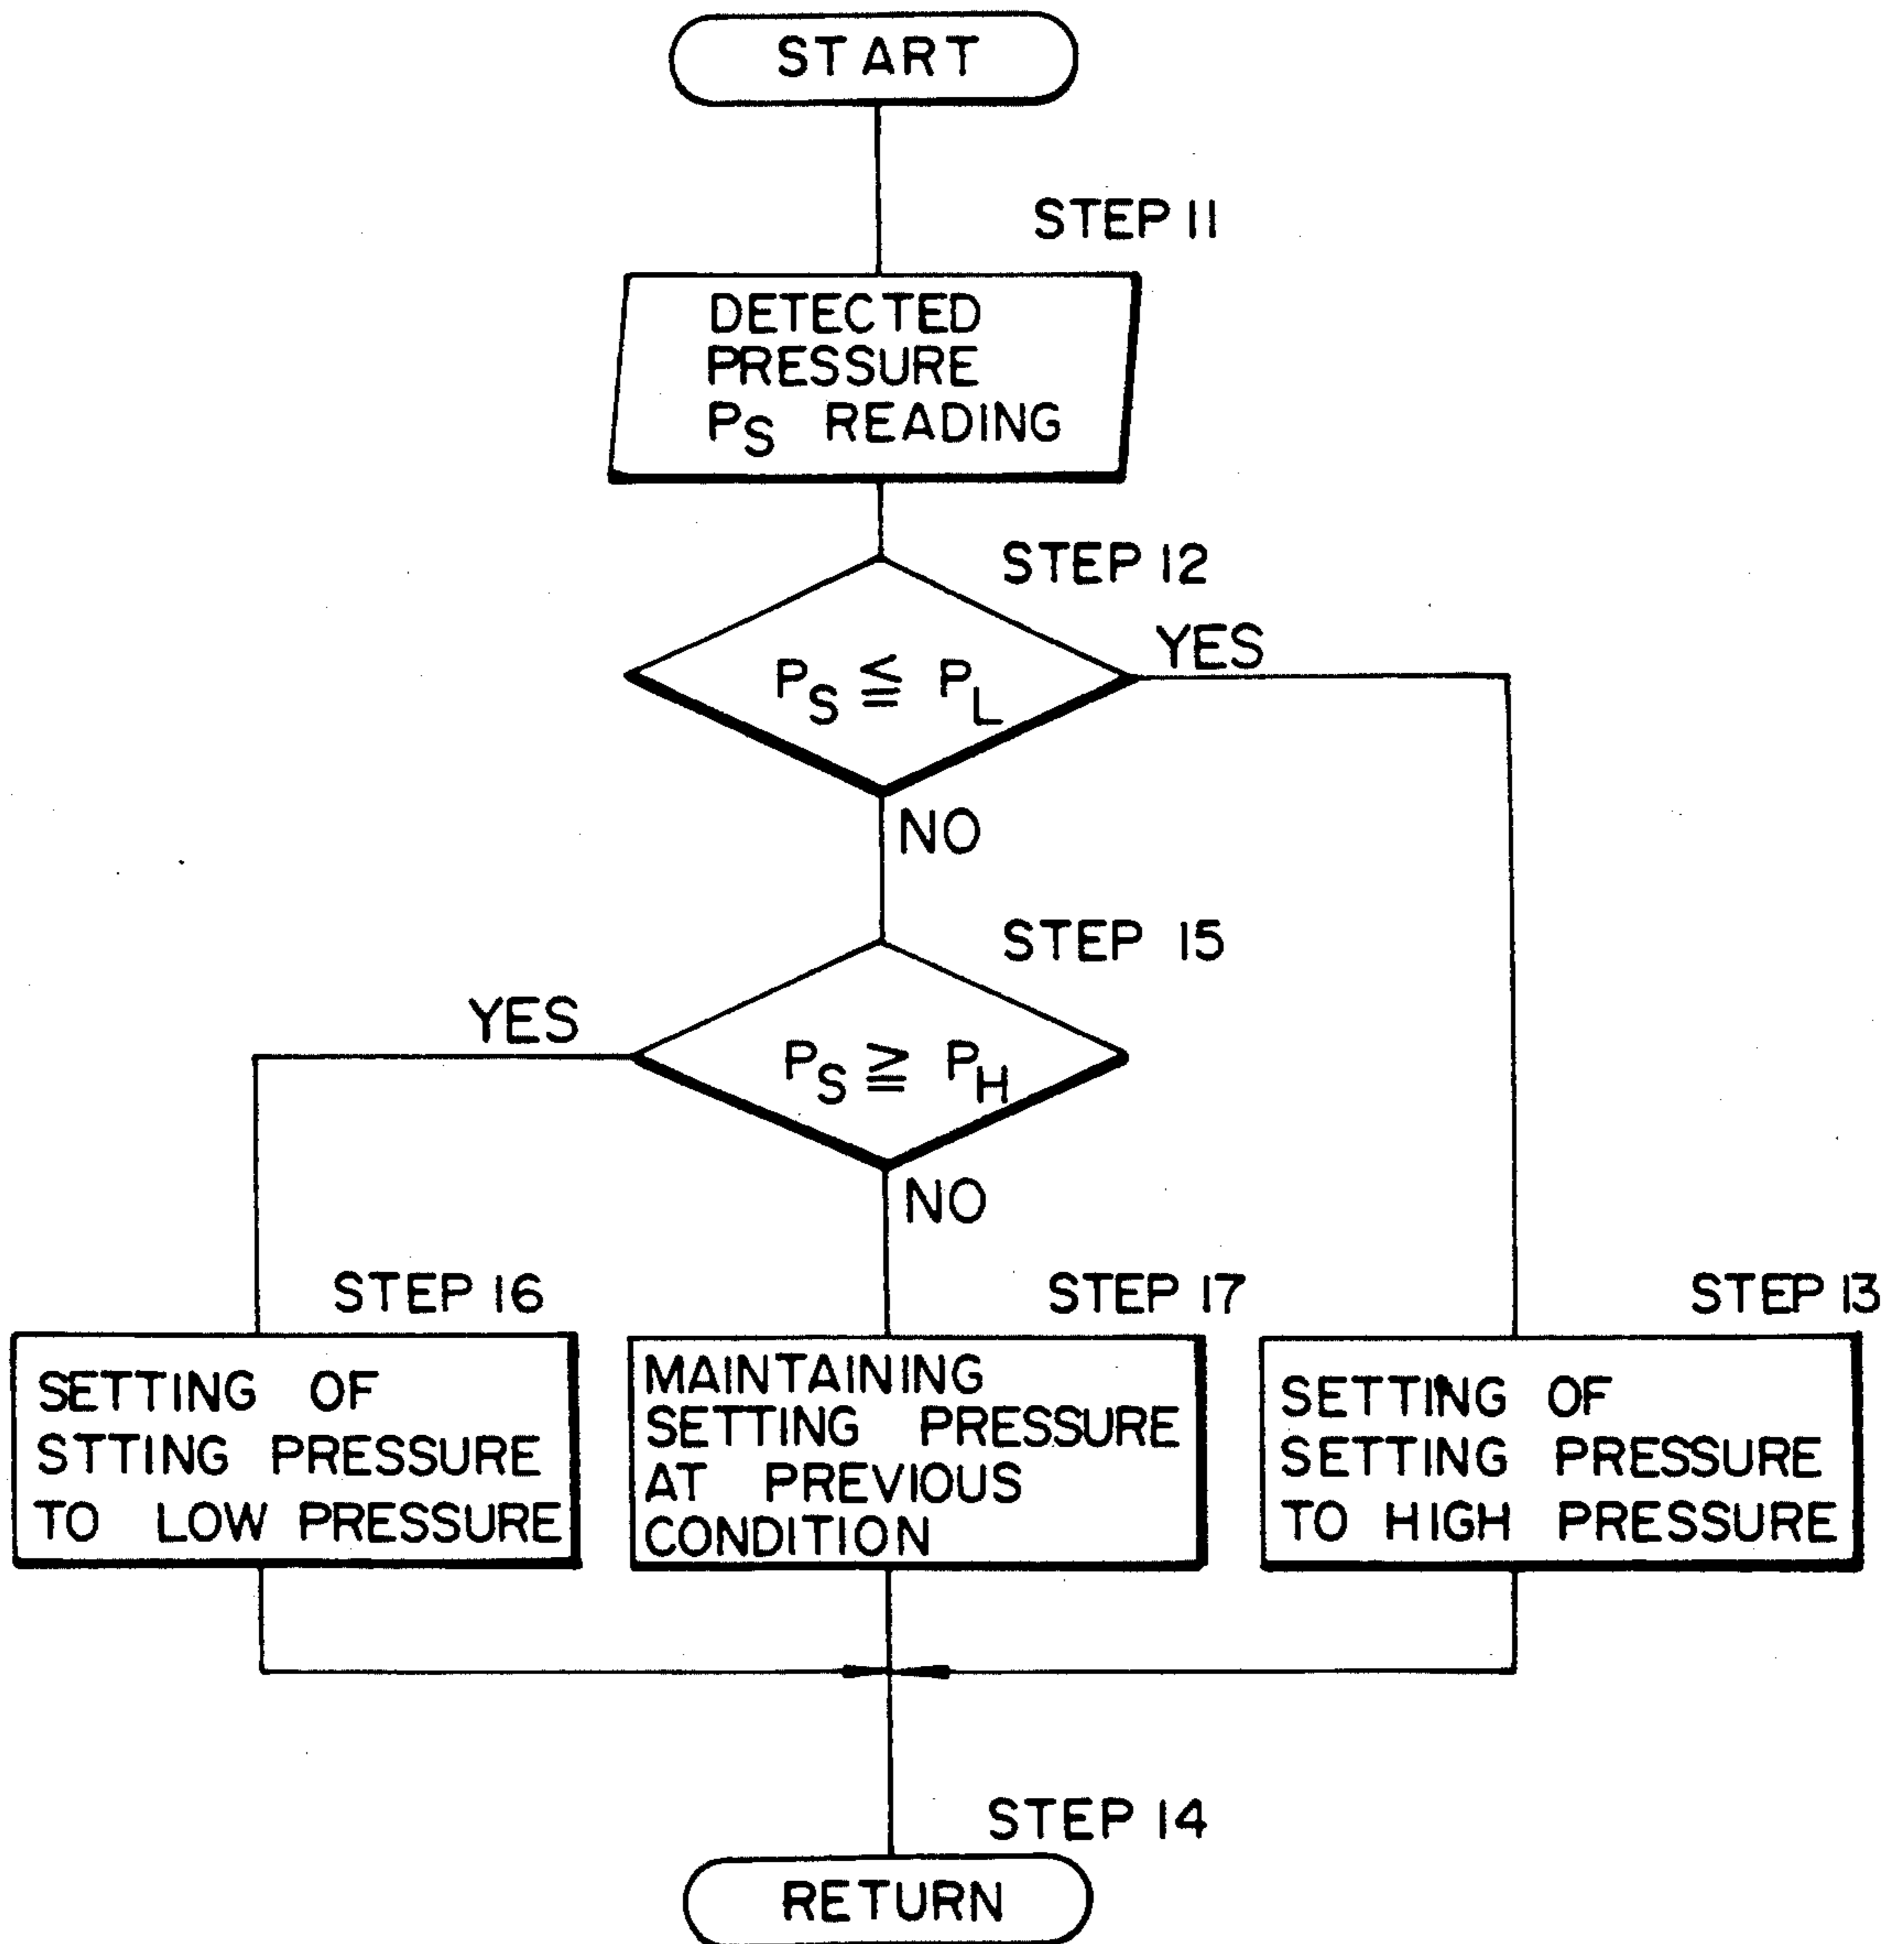 START
STEP 11
DETECTED
PRESSURE
PS READING
STEP 12
PS ≦ PL
YES
NO
STEP 15
YES
PS ≧ PH
NO
STEP 16
SETTING OF
STTING PRESSURE
TO LOW PRESSURE
STEP 17
MAINTAINING
SETTING PRESSURE
AT PREVIOUS
CONDITION
STEP 13
SETTING OF
SETTING PRESSURE
TO HIGH PRESSURE
STEP 14
RETURN